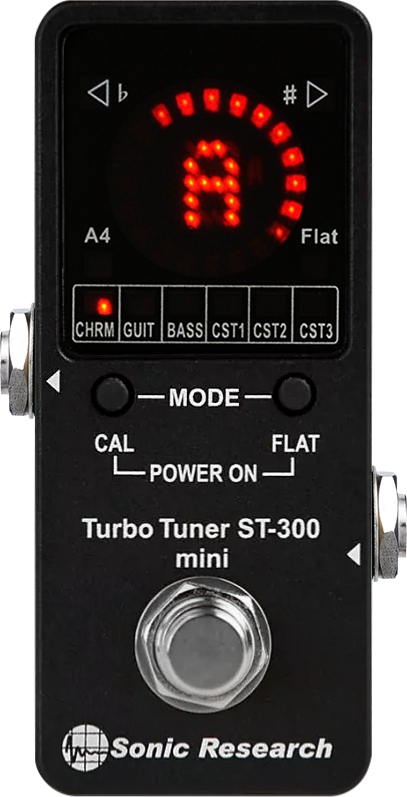 ♭ ♯
A
A4 Flat
CHRM GUIT BASS CST1 CST2 CST3
MODE
CAL FLAT
POWER ON
Turbo Tuner ST-300
mini
Sonic Research